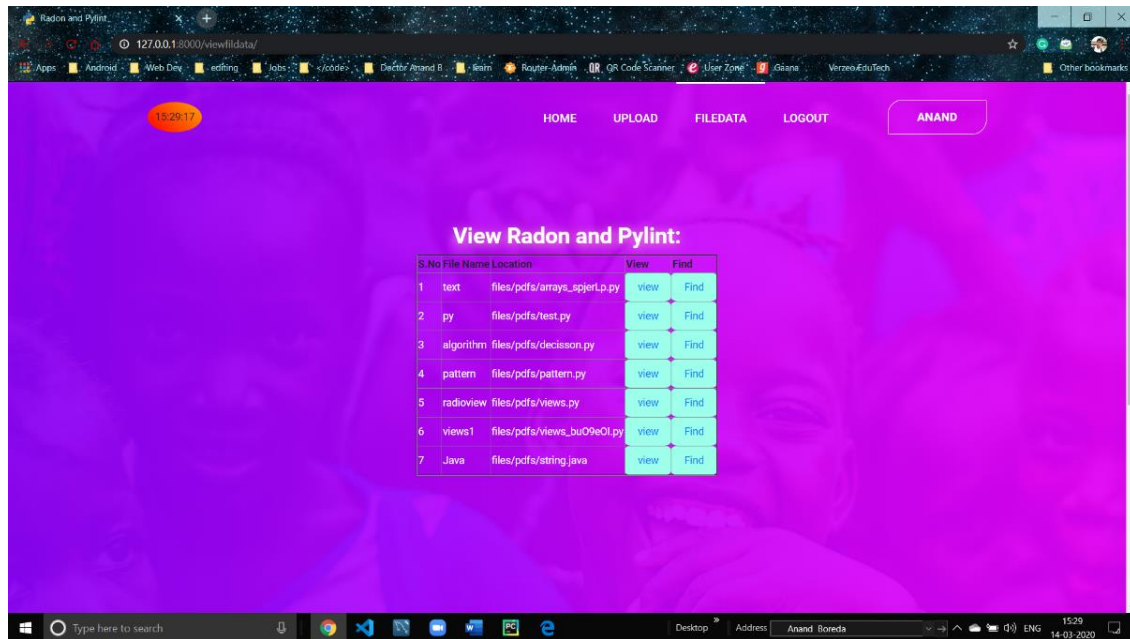 Radon and Pylint
127.0.0.1:8000/viewfildata/
Apps Android Web Dev editing Jobs </code> Doctor Anand B... learn Router-Admin QR QR Code Scanner User Zone Gaana Verzeo EduTech Other bookmarks
15:29:17 HOME UPLOAD FILEDATA LOGOUT ANAND
View Radon and Pylint:
S.No File Name Location View Find
1 text files/pdfs/arrays_spjerLp.py view Find
2 py files/pdfs/test.py view Find
3 algorithm files/pdfs/decisson.py view Find
4 pattern files/pdfs/pattern.py view Find
5 radioview files/pdfs/views.py view Find
6 views1 files/pdfs/views_buO9eOI.py view Find
7 Java files/pdfs/string.java view Find
Type here to search Desktop Address Anand Boreda ENG 15:29
14-03-2020